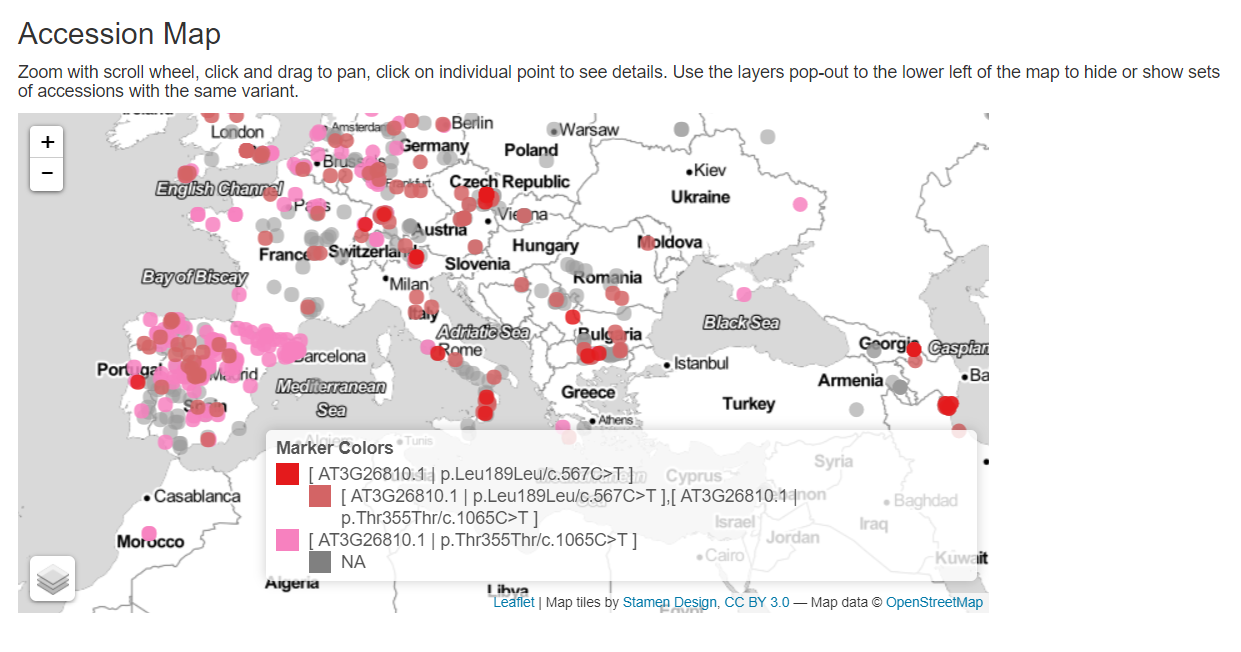 Accession Map
Zoom with scroll wheel, click and drag to pan, click on individual point to see details. Use the layers pop-out to the lower left of the map to hide or show sets
of accessions with the same variant.
+
−
London
Berlin
Warsaw
Germany
Poland
Kiev
English Channel
Czech Republic
Ukraine
Paris
Vienna
Austria
France
Switzerland
Hungary
Moldova
Slovenia
Bay of Biscay
Milan
Romania
Italy
Adriatic Sea
Bulgaria
Black Sea
Georgia
Caspian
Rome
Barcelona
Istanbul
Portugal
Madrid
Armenia
Ba
Mediterranean
Sea
Greece
Turkey
Spain
Athens
Algiers
Tunis
Marker Colors
[ AT3G26810.1 | p.Leu189Leu/c.567C>T ]
[ AT3G26810.1 | p.Leu189Leu/c.567C>T ],[ AT3G26810.1 |
p.Thr355Thr/c.1065C>T ]
[ AT3G26810.1 | p.Thr355Thr/c.1065C>T ]
NA
Cyprus
Syria
Casablanca
Baghdad
Israel
Iraq
Jordan
Morocco
Cairo
Kuwait
Algeria
Libya
Leaflet | Map tiles by Stamen Design, CC BY 3.0 — Map data © OpenStreetMap
Egypt